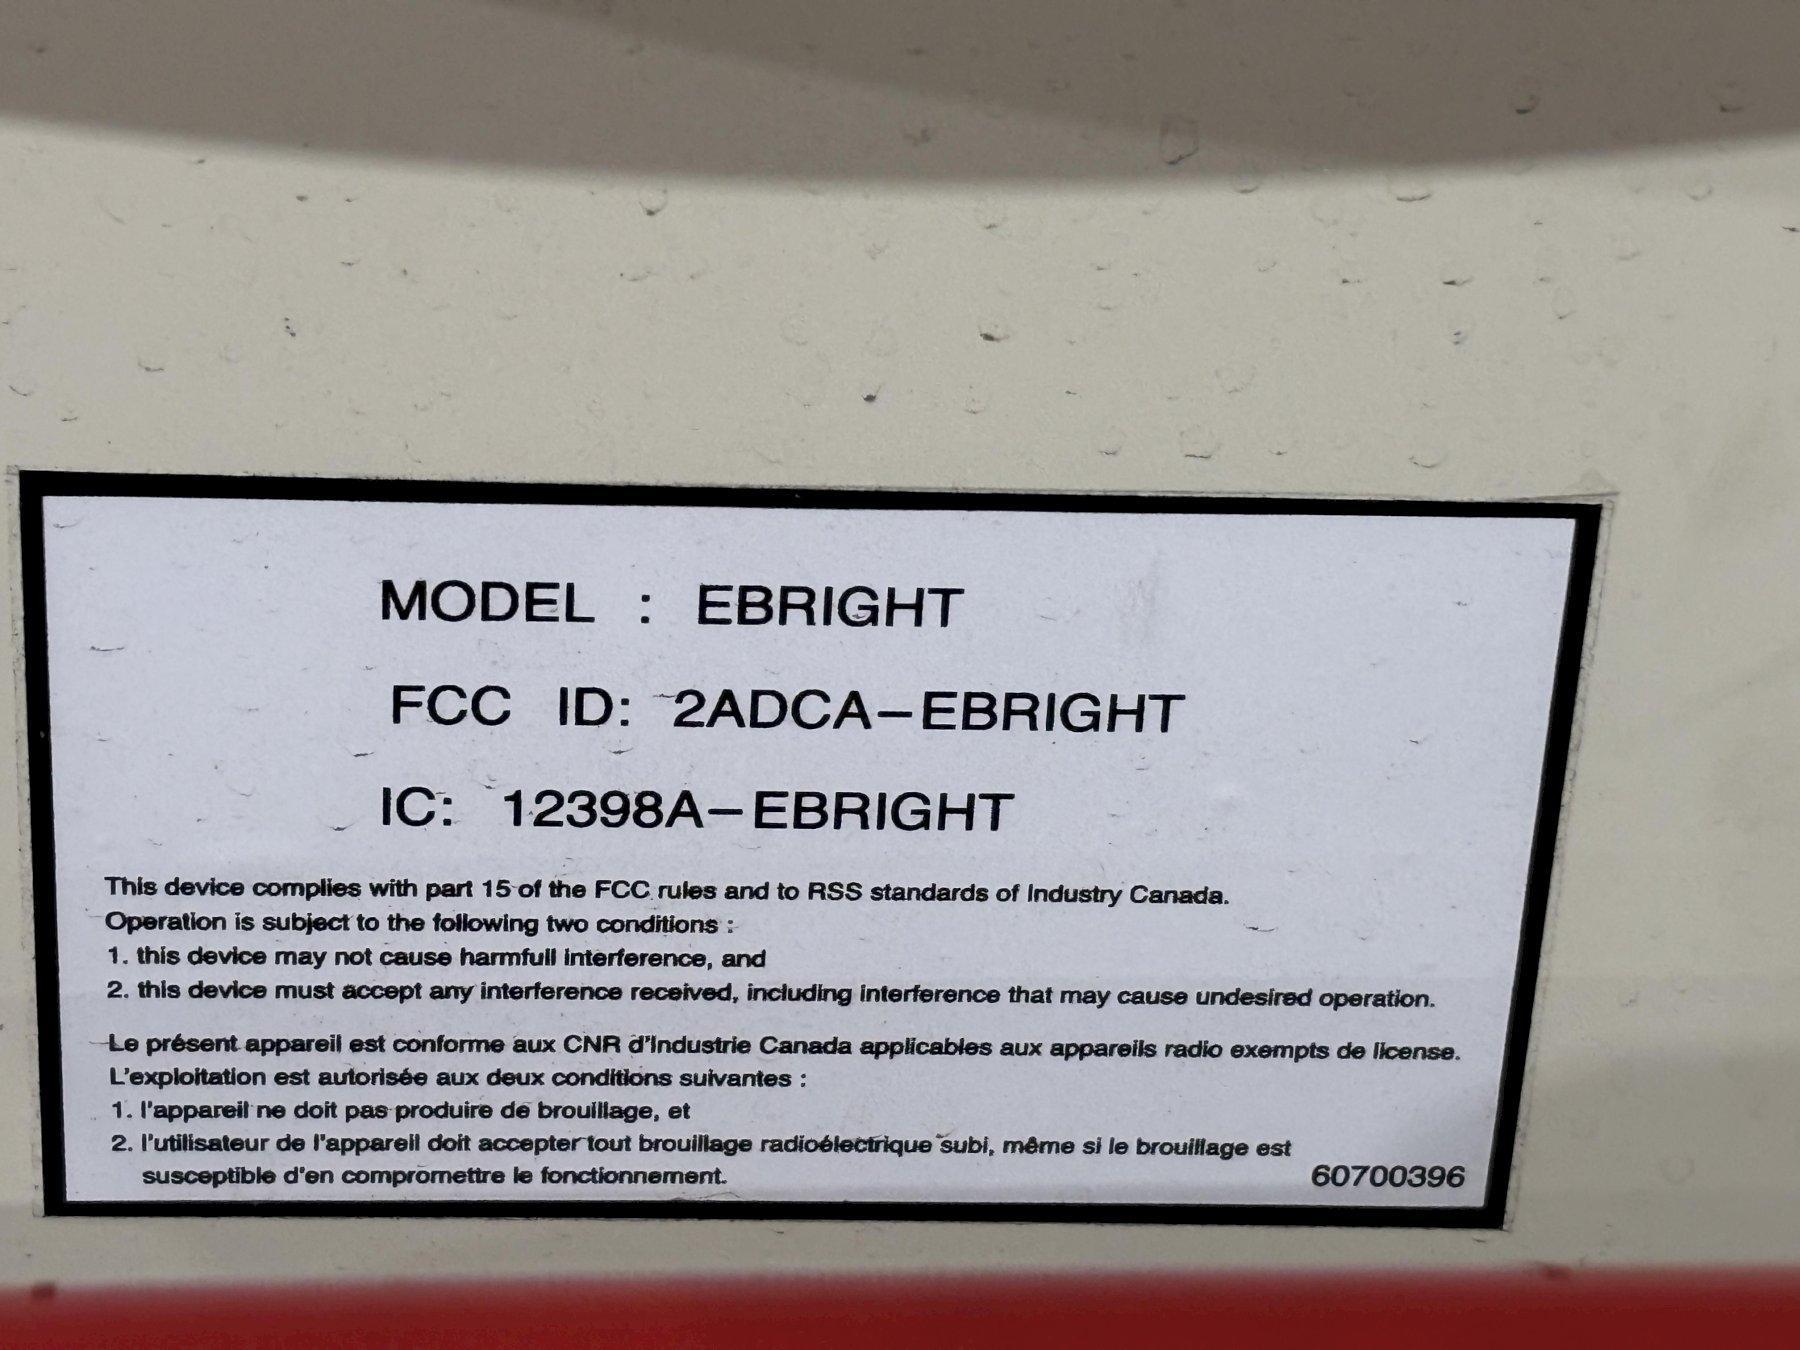 MODEL : EBRIGHT
FCC ID: 2ADCA-EBRIGHT
IC: 12398A-EBRIGHT
This device complies with part 15 of the FCC rules and to RSS standards of Industry Canada.
Operation is subject to the following two conditions :
1. this device may not cause harmfull interference, and
2. this device must accept any interference received, including interference that may cause undesired operation.
Le présent appareil est conforme aux CNR d'Industrie Canada applicables aux appareils radio exempts de license.
L'exploitation est autorisée aux deux conditions suivantes :
1. l'appareil ne doit pas produire de brouillage, et
2. l'utilisateur de l'appareil doit accepter tout brouillage radioélectrique subi, même si le brouillage est
susceptible d'en compromettre le fonctionnement.
60700396